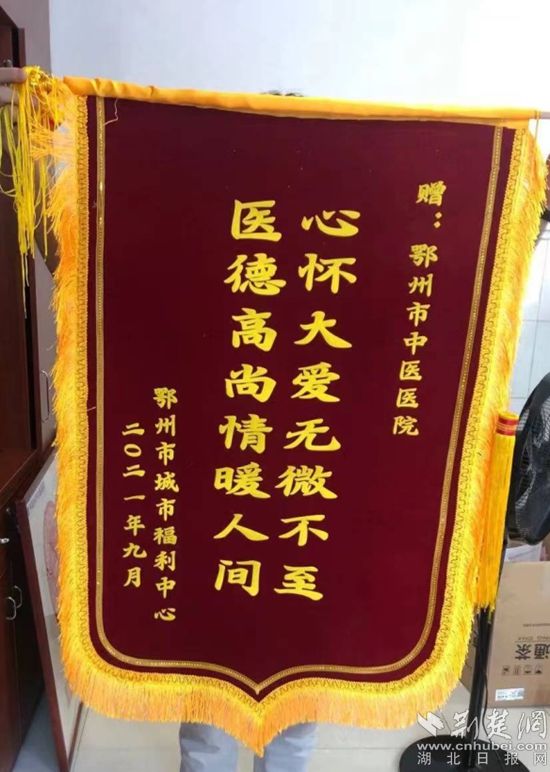 赠：鄂州市中医医院
心怀大爱无微不至
医德高尚情暖人间
鄂州市城市福利中心
二〇二一年九月
通茶
荆楚网
www.cnhubei.com
湖北日报网